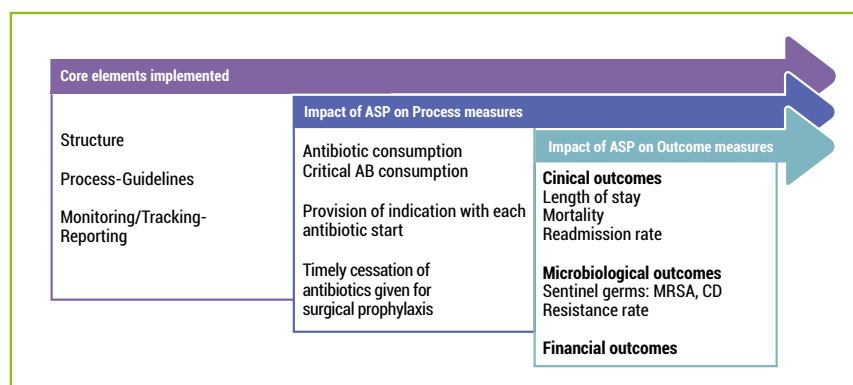 Core elements implemented
Structure
Process-Guidelines
Monitoring/Tracking-
Reporting
Impact of ASP on Process measures
Antibiotic consumption
Critical AB consumption
Provision of indication with each
antibiotic start
Timely cessation of
antibiotics given for
surgical prophylaxis
Impact of ASP on Outcome measures
Cinical outcomes
Length of stay
Mortality
Readmission rate
Microbiological outcomes
Sentinel germs: MRSA, CD
Resistance rate
Financial outcomes